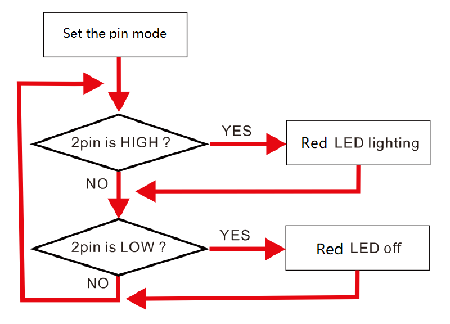 Set the pin mode
2pin is HIGH ?
YES
Red LED lighting
NO
2pin is LOW ?
YES
Red LED off
NO